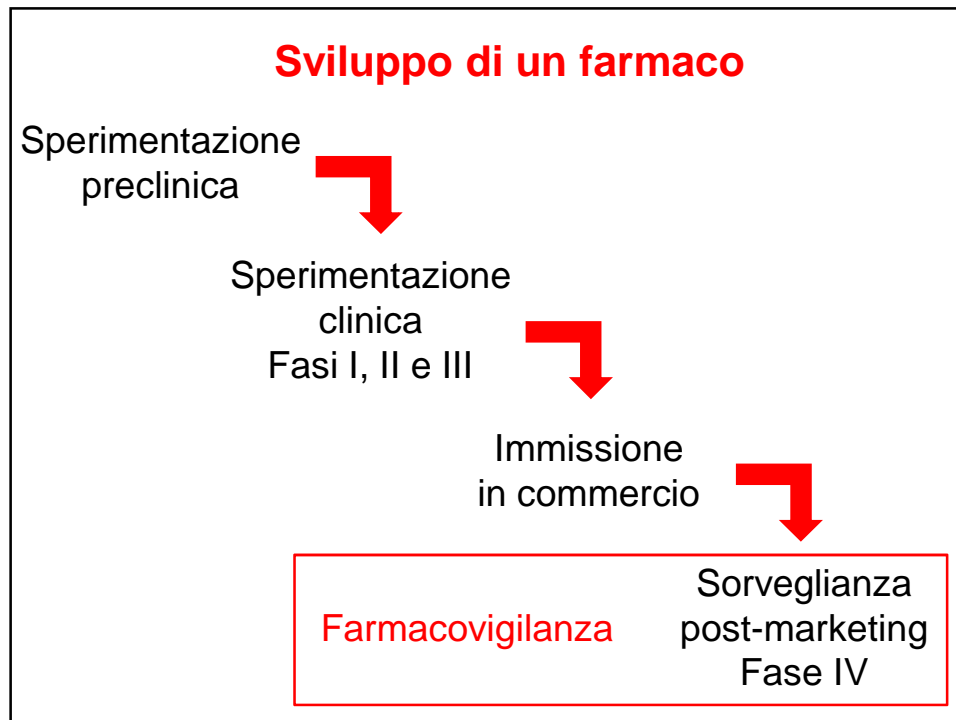 Sviluppo di un farmaco
Sperimentazione
preclinica
Sperimentazione
clinica
Fasi I, II e III
Immissione
in commercio
Farmacovigilanza
Sorveglianza
post-marketing
Fase IV